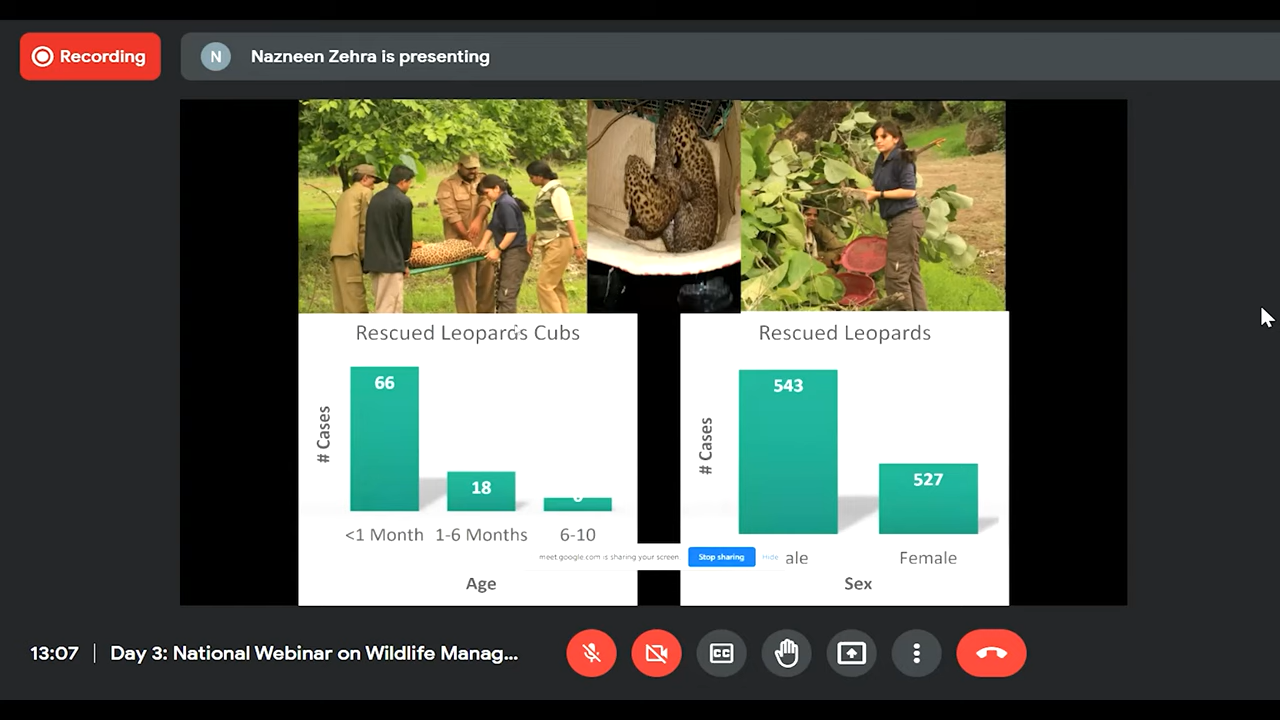 Recording
N
Nazneen Zehra is presenting
Rescued Leopards Cubs
# Cases
66
18
<1 Month
1-6 Months
6-10
Age
Rescued Leopards
# Cases
543
527
ale
Female
Sex
meet.google.com is sharing your screen.
Stop sharing
Hide
13:07
Day 3: National Webinar on Wildlife Manag...
CC